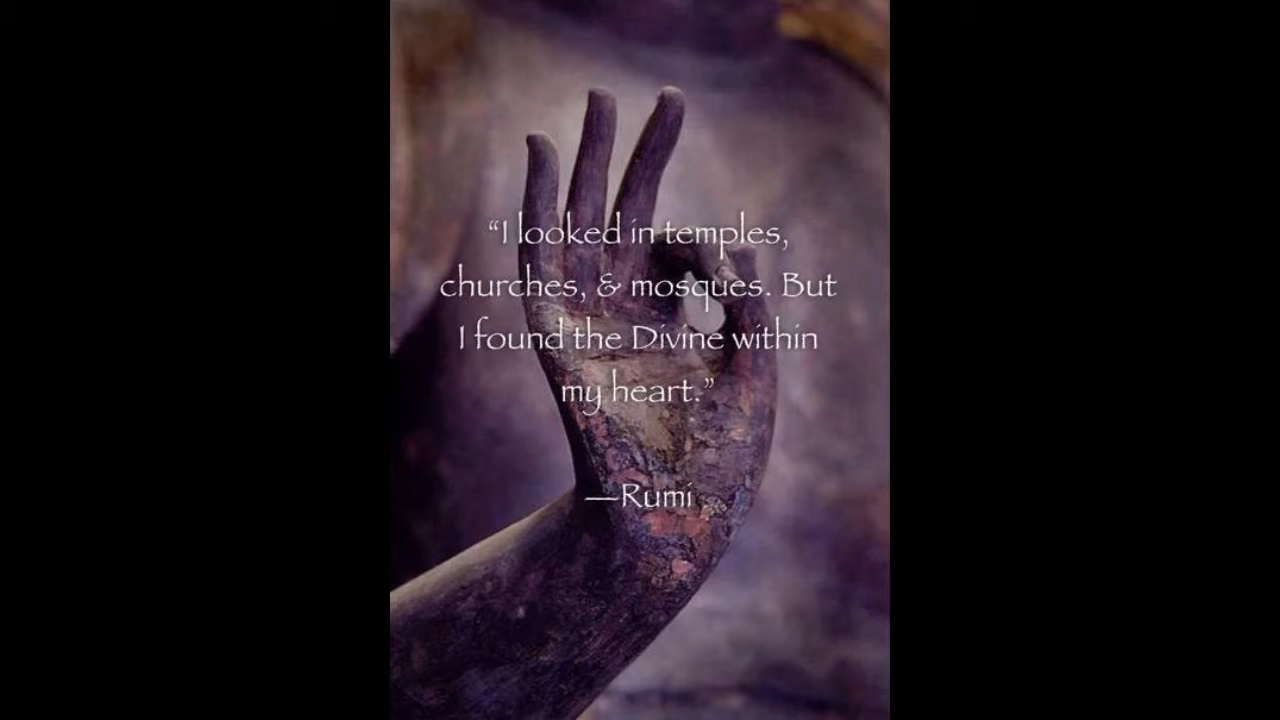 “I looked in temples,
churches, & mosques. But
I found the Divine within
my heart.”
—Rumi